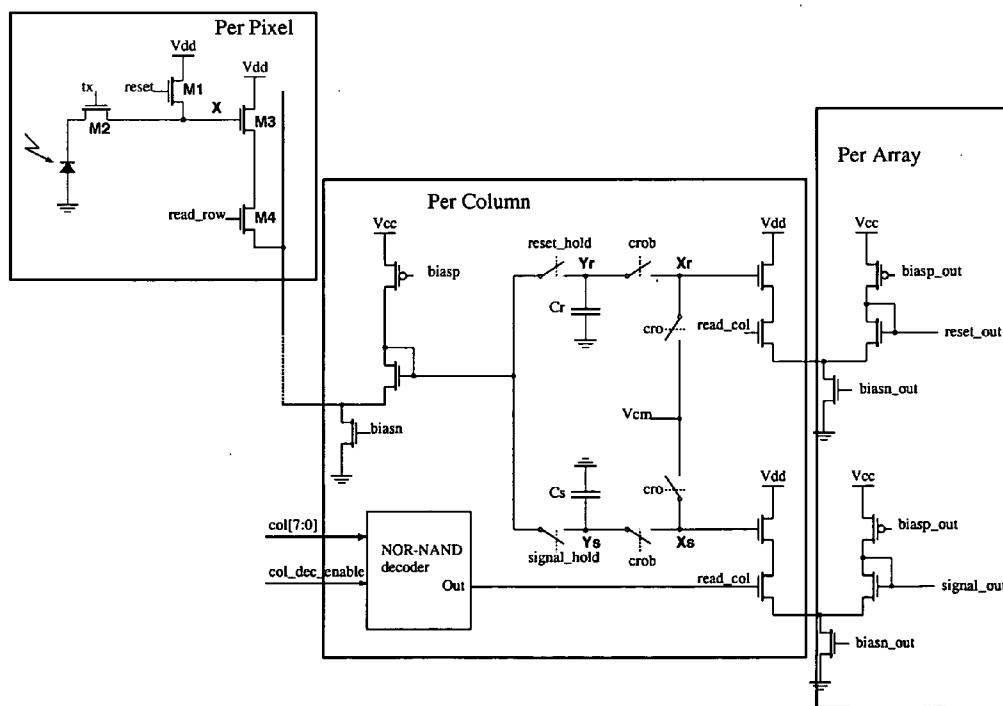 Per Pixel
Vdd
Vdd
reset
M1
tx
X
M3
M2
read_row
M4
Per Array
Per Column
Vcc
reset_hold
crob
Vdd
Vcc
Yr
Xr
biasp
biasp_out
Cr
read_col
cro
reset_out
biasn_out
Vcm
biasn
Vdd
Vcc
Cs
cro
col[7:0]
biasp_out
NOR-NAND
decoder
signal_hold
Ys
crob
Xs
col_dec_enable
Out
read_col
signal_out
biasn_out